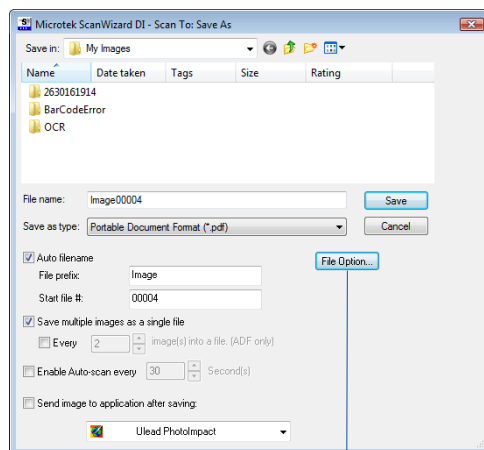 Microtek ScanWizard DI - Scan To: Save As
Save in: My Images
Name Date taken Tags Size Rating
2630161914
BarCodeError
OCR
File name: Image00004 Save
Save as type: Portable Document Format (*.pdf) Cancel
Auto filename File Option...
File prefix: Image
Start file #: 00004
Save multiple images as a single file
Every 2 image(s) into a file. (ADF only)
Enable Auto-scan every 30 Second(s)
Send image to application after saving:
Ulead PhotoImpact